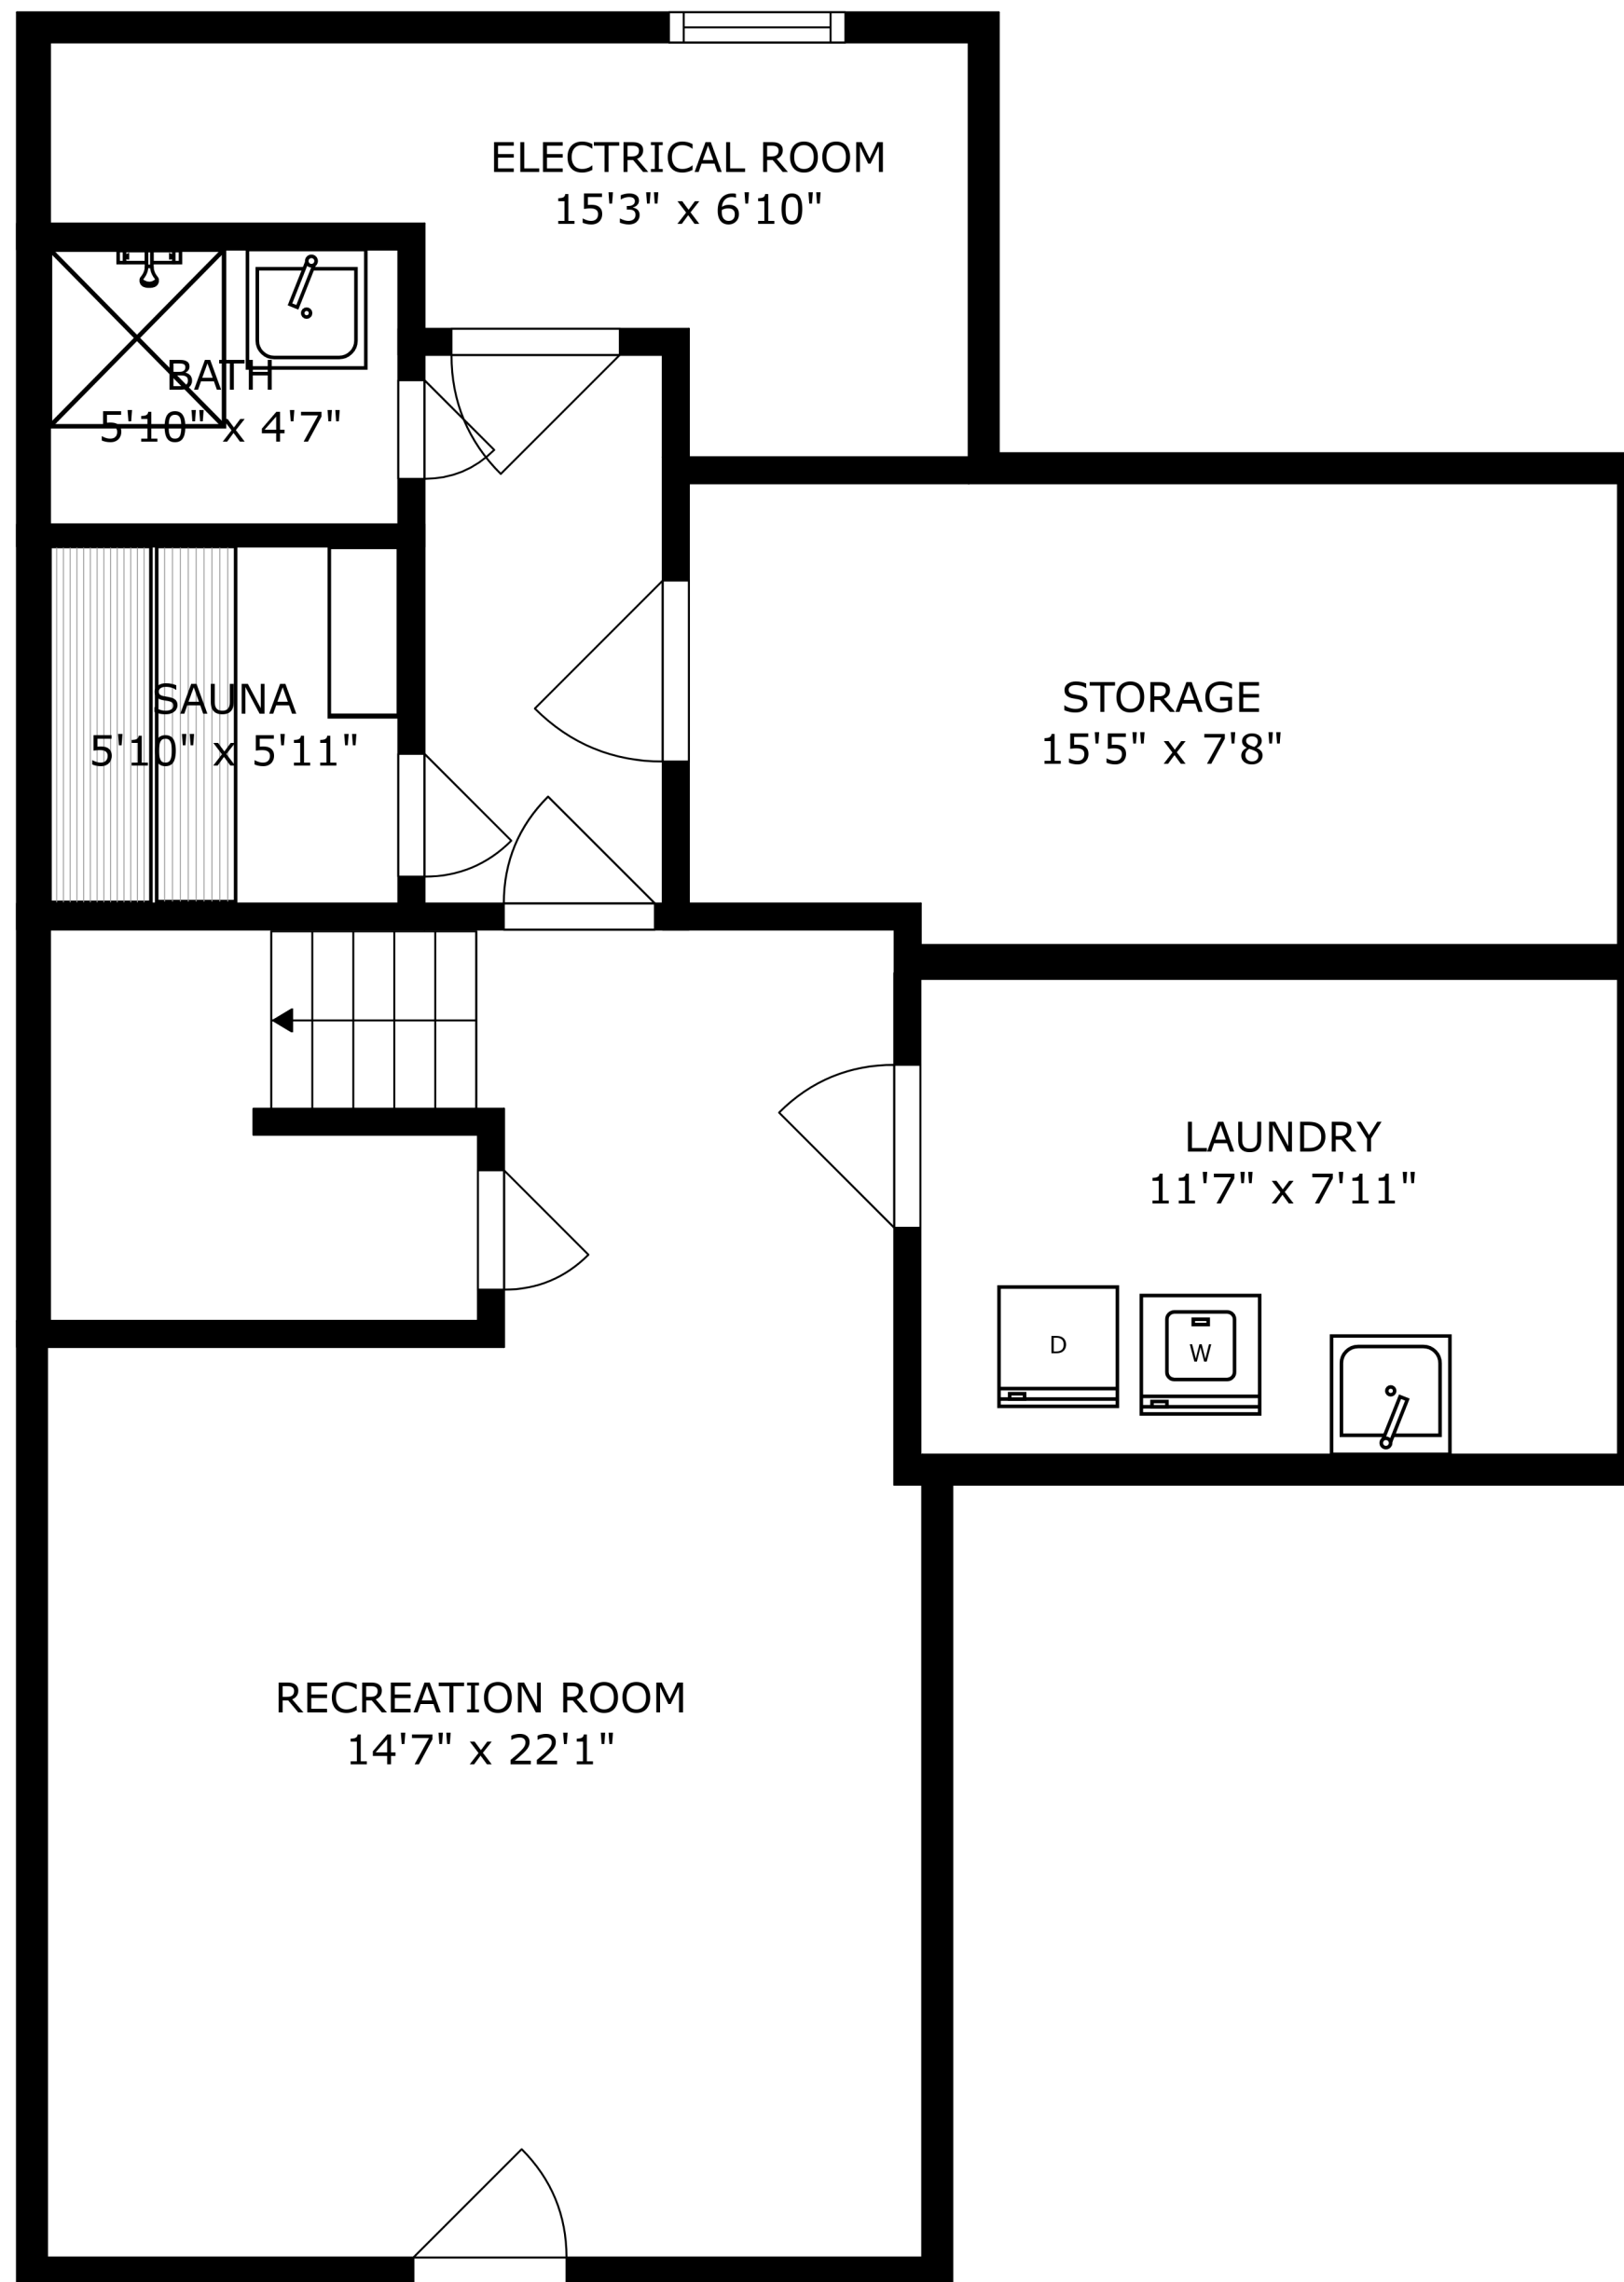 ELECTRICAL ROOM
15'3" x 6'10"
BATH
5'10" x 4'7"
SAUNA
5'10" x 5'11"
STORAGE
15'5" x 7'8"
LAUNDRY
11'7" x 7'11"
D
W
RECREATION ROOM
14'7" x 22'1"